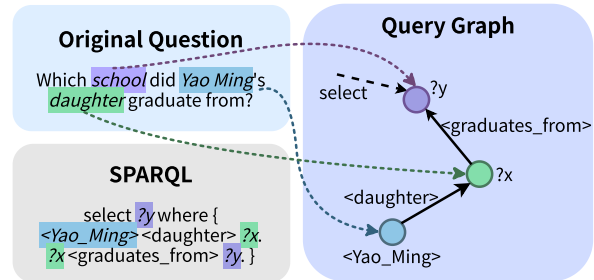 Original Question
Which school did Yao Ming's
daughter graduate from?
SPARQL
select ?y where {
<Yao_Ming> <daughter> ?x.
?x <graduates_from> ?y. }
Query Graph
select
?y
<graduates_from>
?x
<daughter>
<Yao_Ming>